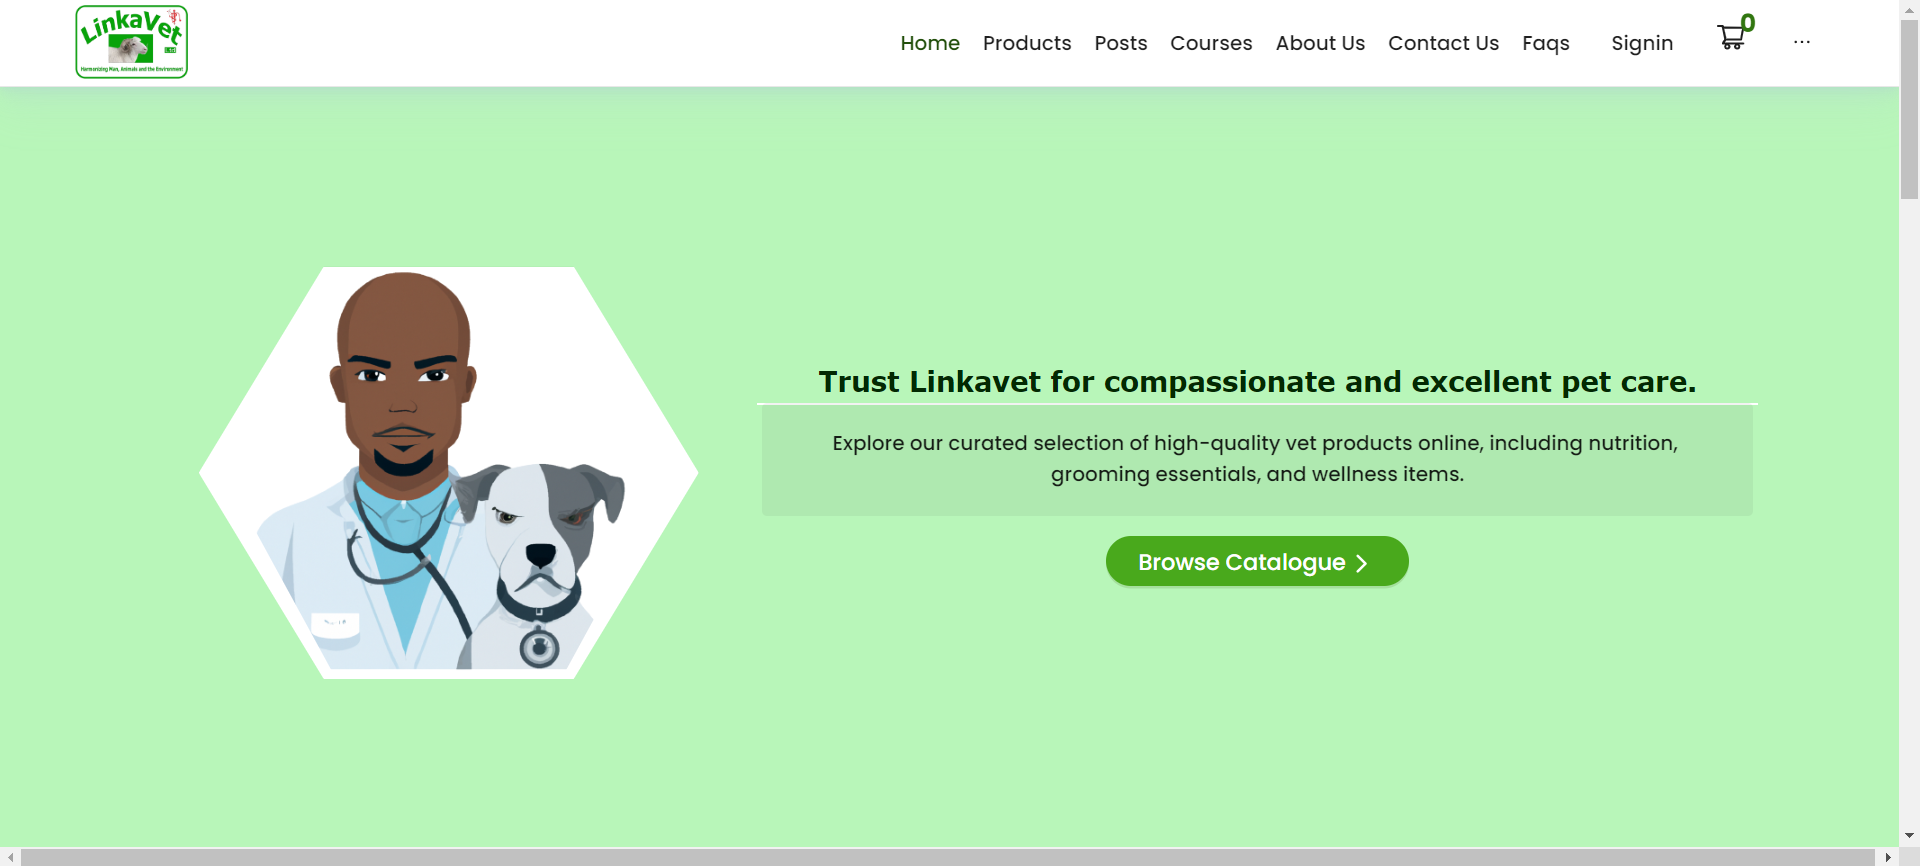 LinkaVet
Ltd
Harmonizing Man, Animals and the Environment
Home Products Posts Courses About Us Contact Us Faqs Signin 0 ...
Trust Linkavet for compassionate and excellent pet care.
Explore our curated selection of high-quality vet products online, including nutrition,
grooming essentials, and wellness items.
Browse Catalogue